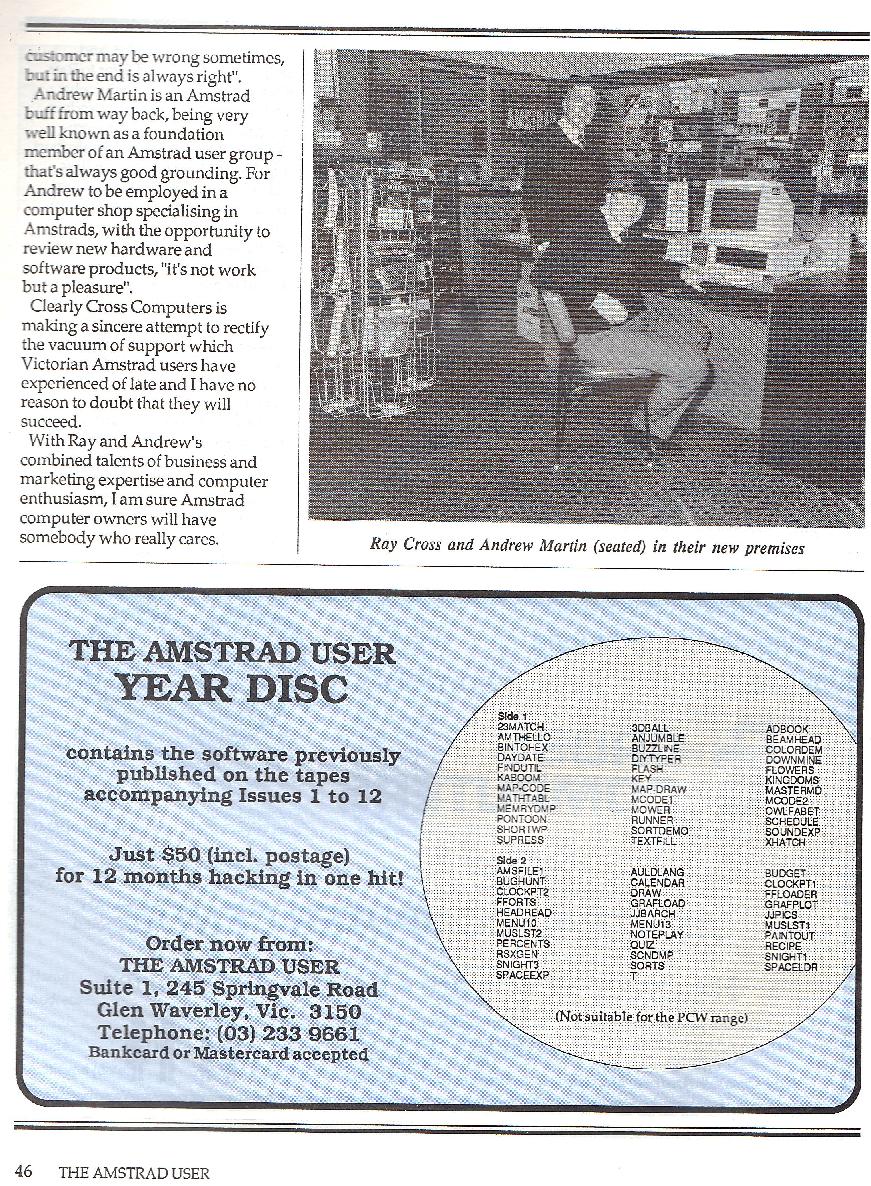 customer may be wrong sometimes,
but in the end is always right".
Andrew Martin is an Amstrad
buff from way back, being very
well known as a foundation
member of an Amstrad user group -
that's always good grounding. For
Andrew to be employed in a
computer shop specialising in
Amstrads, with the opportunity to
review new hardware and
software products, "it's not work
but a pleasure".
Clearly Cross Computers is
making a sincere attempt to rectify
the vacuum of support which
Victorian Amstrad users have
experienced of late and I have no
reason to doubt that they will
succeed.
With Ray and Andrew's
combined talents of business and
marketing expertise and computer
enthusiasm, I am sure Amstrad
computer owners will have
somebody who really cares.
Ray Cross and Andrew Martin (seated) in their new premises
THE AMSTRAD USER
YEAR DISC
contains the software previously
published on the tapes
accompanying Issues 1 to 12
Just $50 (incl. postage)
for 12 months hacking in one hit!
Order now from:
THE AMSTRAD USER
Suite 1, 245 Springvale Road
Glen Waverley, Vic. 3150
Telephone: (03) 233 9661
Bankcard or Mastercard accepted
Side 1
23MATCH 3DBALL ADBOOK
AMTHELLO ANJUMBLE BEAMHEAD
BINTOHEX BUZZLINE COLORDEM
DAYDATE DIYTYPER DOWNMINE
FINDUTIL FLASH FLOWERS
KABOOM KEY KINGDOMS
MAP-CODE MAP-DRAW MASTERMD
MATHTABL MCODE1 MCODE2
MEMRYDMP MOWER OWLFABET
PONTOON RUNNER SCHEDULE
SHORTWP SORTDEMO SOUNDEXP
SUPRESS TEXTFILL XHATCH
Side 2
AMSFILE1 AULDLANG BUDGET
BUGHUNT CALENDAR CLOCKPT1
CLOCKPT2 DRAW FFLOADER
FFORTS GRAFLOAD GRAFPLOT
HEADREAD JJBARCH JJPICS
MENU10 MENU13 MUSLST1
MUSLST2 NOTEPLAY PAINTOUT
PERCENTS QUIZ RECIPE
RSXGEN SCNDMP SNIGHT1
SNIGHT3 SORTS SPACELDR
SPACEEXP T
(Not suitable for the PCW range)
46 THE AMSTRAD USER